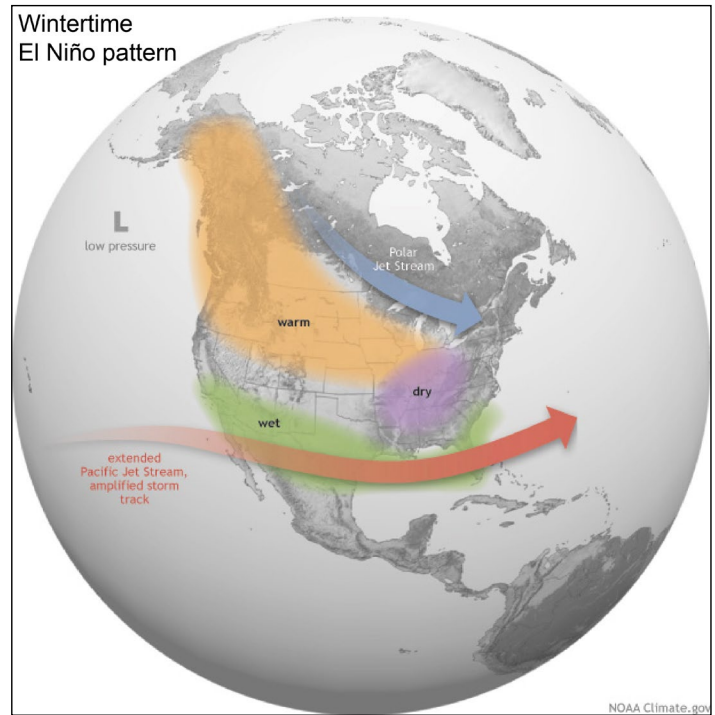 Wintertime
El Niño pattern
L
low pressure
Polar
Jet Stream
warm
dry
wet
extended
Pacific Jet Stream,
amplified storm
track
NOAA Climate.gov